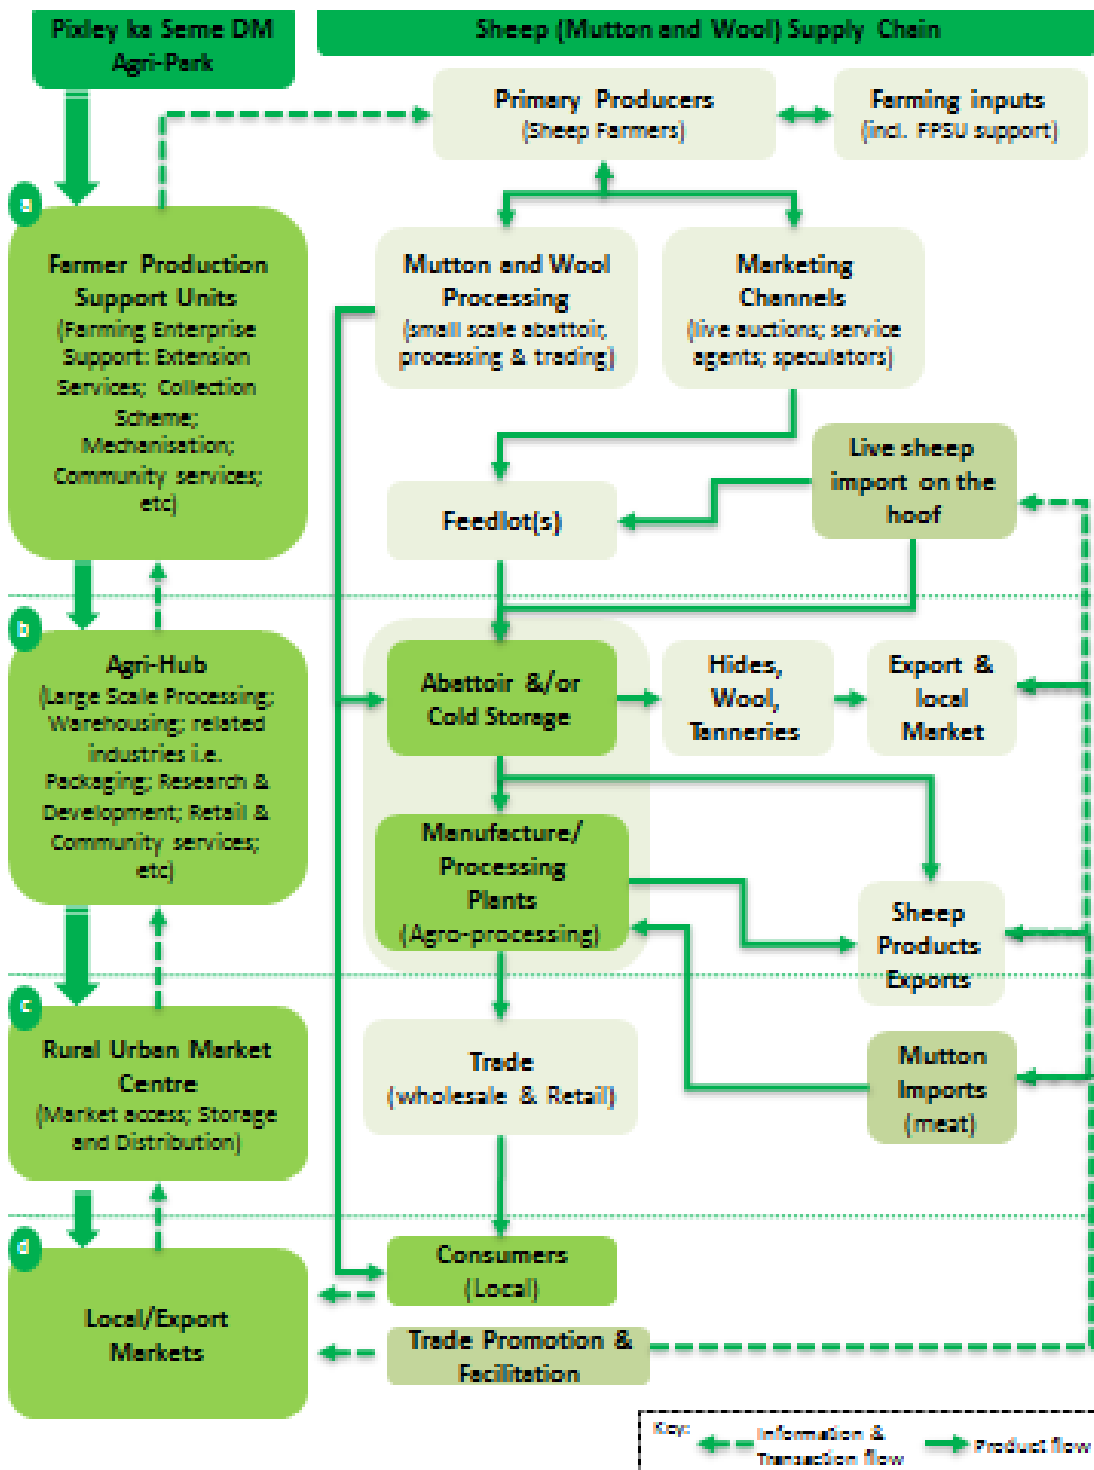 Pixley ka Seme DM
Agri-Park
Sheep (Mutton and Wool) Supply Chain
Primary Producers
(Sheep Farmers)
Farming inputs
(incl. FPSU support)
a
Farmer Production
Support Units
(Farming Enterprise
Support: Extension
Services; Collection
Scheme;
Mechanisation;
Community services;
etc)
Mutton and Wool
Processing
(small scale abattoir,
processing & trading)
Marketing
Channels
(live auctions; service
agents; speculators)
Live sheep
import on the
hoof
Feedlot(s)
b
Agri-Hub
(Large Scale Processing;
Warehousing; related
industries i.e.
Packaging; Research &
Development; Retail &
Community services;
etc)
Abattoir &/or
Cold Storage
Hides,
Wool,
Tanneries
Export &
local
Market
Manufacture/
Processing
Plants
(Agro-processing)
Sheep
Products
Exports
c
Rural Urban Market
Centre
(Market access; Storage
and Distribution)
Trade
(wholesale & Retail)
Mutton
Imports
(meat)
d
Local/Export
Markets
Consumers
(Local)
Trade Promotion &
Facilitation
Key:
Information &
Transaction flow
Product flow